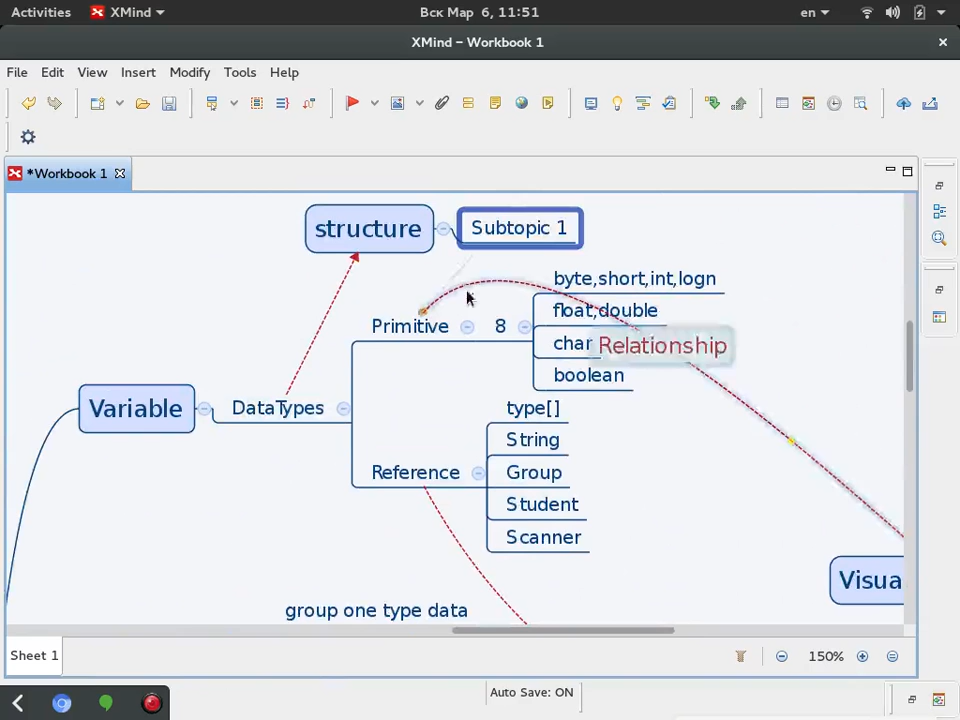 Activities XMind Вск Мар 6, 11:51 en
XMind – Workbook 1
File Edit View Insert Modify Tools Help
*Workbook 1
structure
Subtopic 1
byte,short,int,logn
Primitive
8
float,double
char
Relationship
boolean
Variable
DataTypes
type[]
String
Reference
Group
Student
Scanner
Visua
group one type data
Sheet 1
150%
Auto Save: ON